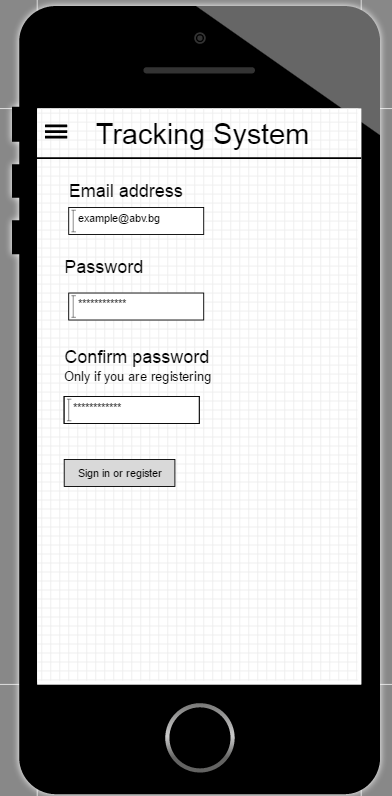 Tracking System
Email address
example@abv.bg
Password
************
Confirm password
Only if you are registering
************
Sign in or register